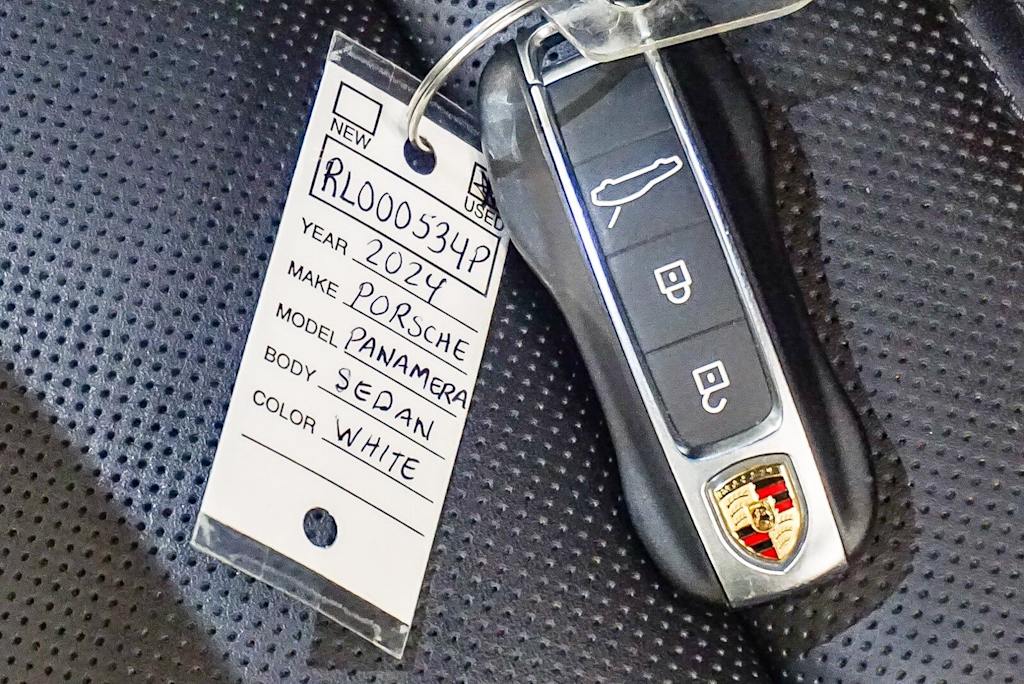 NEW
USED
RL000534P
YEAR 2024
MAKE PORSCHE
MODEL PANAMERA
BODY SEDAN
COLOR WHITE